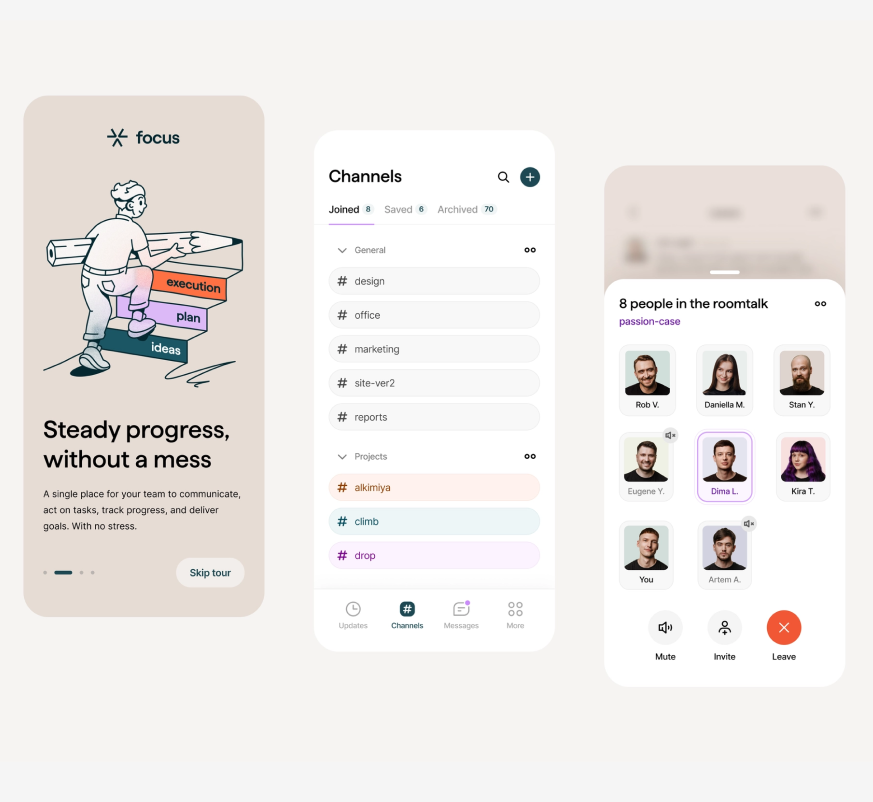 focus
execution
plan
ideas
Steady progress,
without a mess
A single place for your team to communicate,
act on tasks, track progress, and deliver
goals. With no stress.
Skip tour
Channels
Joined 8 Saved 6 Archived 70
General
# design
# office
# marketing
# site-ver2
# reports
Projects
# alkimiya
# climb
# drop
Updates Channels Messages More
8 people in the roomtalk
passion-case
Rob V. Daniella M. Stan Y.
Eugene Y. Dima L. Kira T.
You Artem A.
Mute Invite Leave